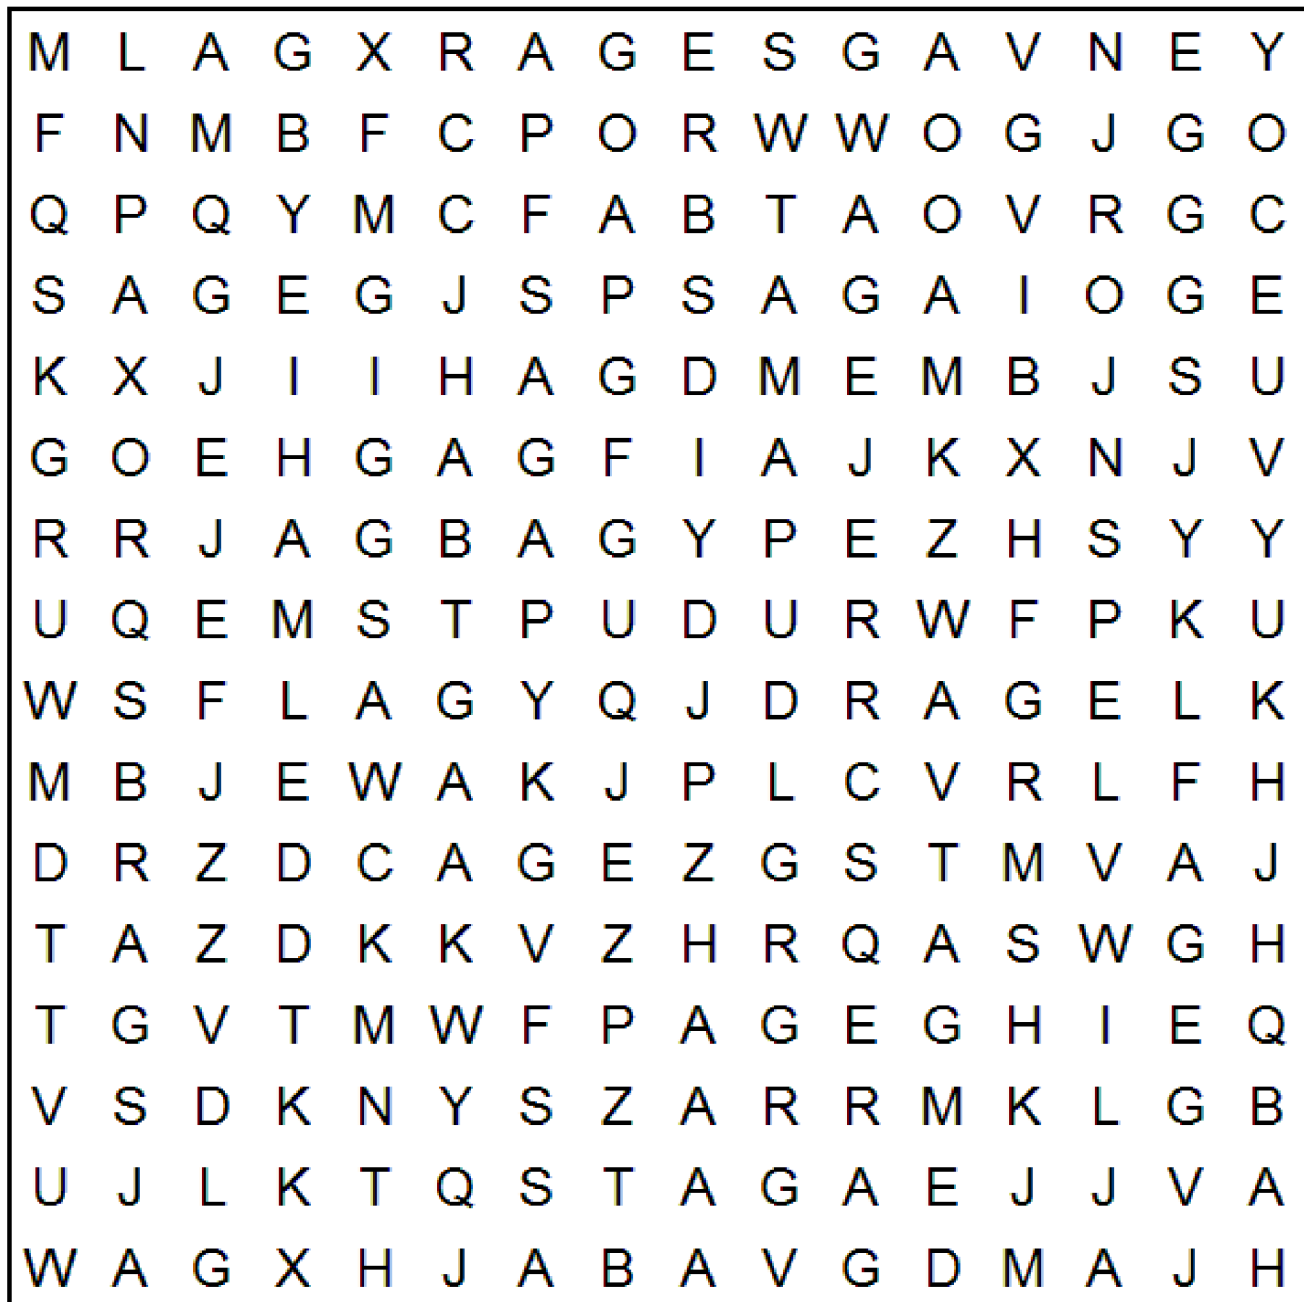 M L A G X R A G E S G A V N E Y
F N M B F C P O R W W O G J G O
Q P Q Y M C F A B T A O V R G C
S A G E G J S P S A G A I O G E
K X J I I H A G D M E M B J S U
G O E H G A G F I A J K X N J V
R R J A G B A G Y P E Z H S Y Y
U Q E M S T P U D U R W F P K U
W S F L A G Y Q J D R A G E L K
M B J E W A K J P L C V R L F H
D R Z D C A G E Z G S T M V A J
T A Z D K K V Z H R Q A S W G H
T G V T M W F P A G E G H I E Q
V S D K N Y S Z A R R M K L G B
U J L K T Q S T A G A E J J V A
W A G X H J A B A V G D M A J H